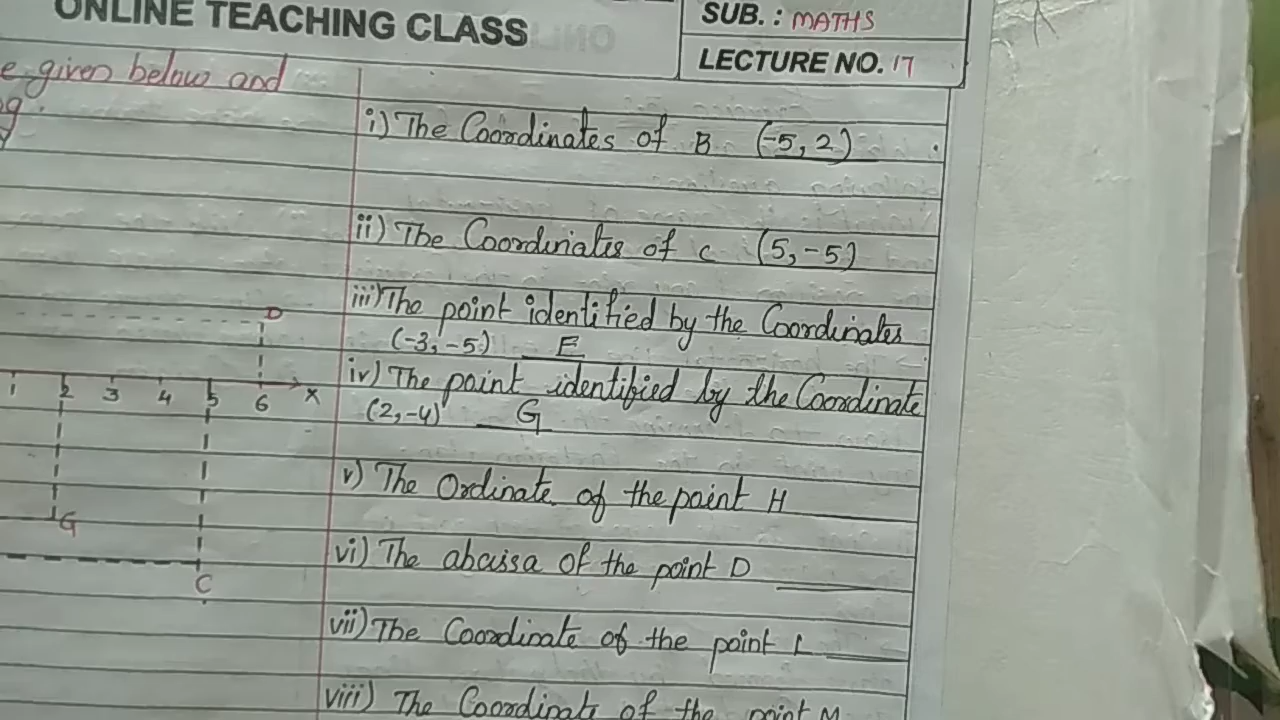 ONLINE TEACHING CLASS
SUB. : MATHS
LECTURE NO. 17
e given below and
g.
i) The Coordinates of B (-5, 2)
ii) The Coordinates of C (5, -5)
iii) The point identified by the Coordinates
(-3, -5) E
iv) The point identified by the Coordinate
(2, -4) G
v) The Ordinate of the point H
vi) The abcissa of the point D
vii) The Coordinate of the point L
viii) The Coordinate of the point M
D
1 2 3 4 5 6 X
G
C